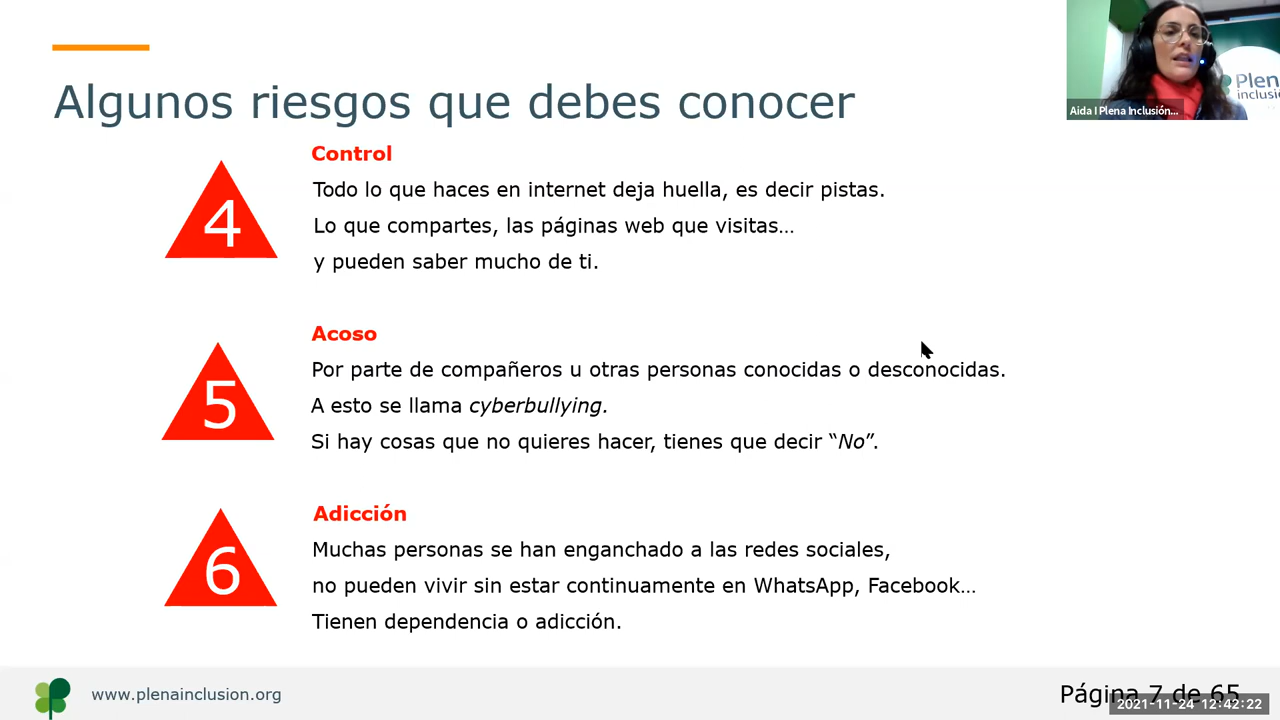 Algunos riesgos que debes conocer
Plena
inclusi
Aida I Plena Inclusión...
Control
4
Todo lo que haces en internet deja huella, es decir pistas.
Lo que compartes, las páginas web que visitas…
y pueden saber mucho de ti.
Acoso
5
Por parte de compañeros u otras personas conocidas o desconocidas.
A esto se llama cyberbullying.
Si hay cosas que no quieres hacer, tienes que decir “No”.
Adicción
6
Muchas personas se han enganchado a las redes sociales,
no pueden vivir sin estar continuamente en WhatsApp, Facebook…
Tienen dependencia o adicción.
www.plenainclusion.org
Página 7 de 65
2021-11-24 12:42:22